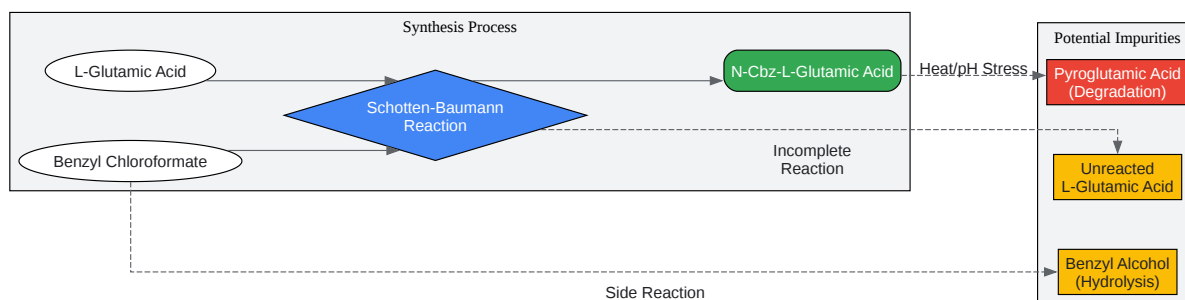 Synthesis Process
Potential Impurities
L-Glutamic Acid
N-Cbz-L-Glutamic Acid
Heat/pH Stress
Pyroglutamic Acid
(Degradation)
Schotten-Baumann
Reaction
Benzyl Chloroformate
Incomplete
Reaction
Unreacted
L-Glutamic Acid
Benzyl Alcohol
(Hydrolysis)
Side Reaction